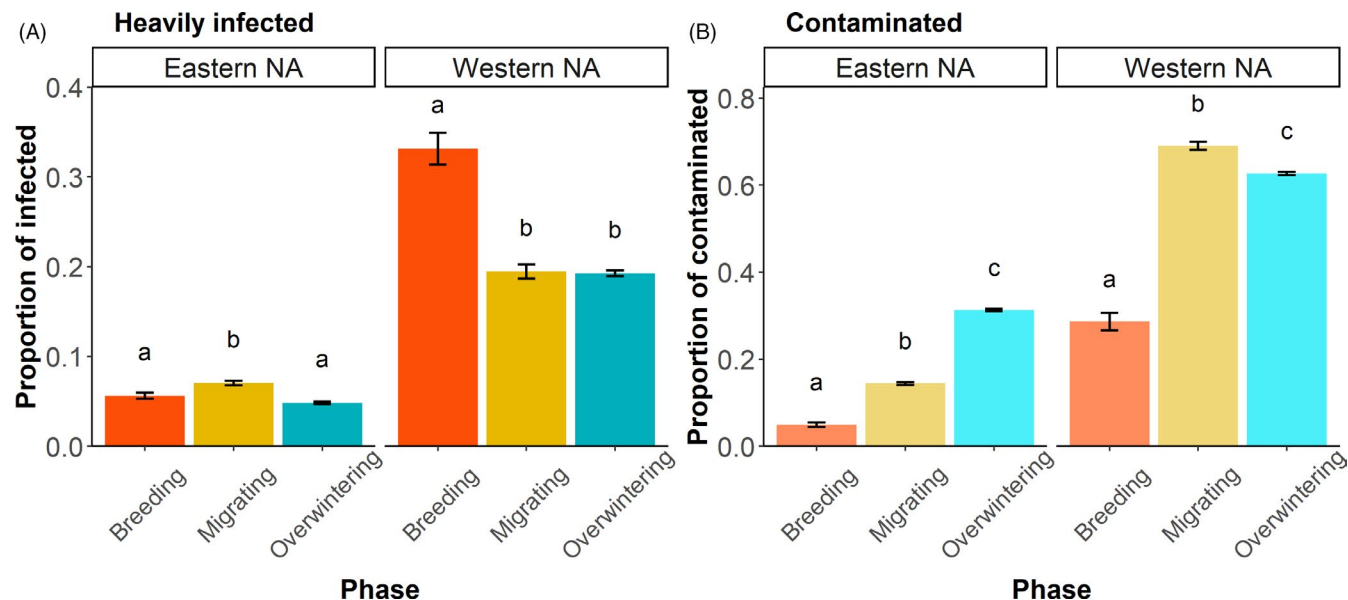 (A) Heavily infected
Eastern NA Western NA
Proportion of infected
0.4
0.3
0.2
0.1
0.0
a b a
a b b
Breeding Migrating Overwintering
Breeding Migrating Overwintering
Phase
(B) Contaminated
Eastern NA Western NA
Proportion of contaminated
0.8
0.6
0.4
0.2
0.0
a b c
a b c
Breeding Migrating Overwintering
Breeding Migrating Overwintering
Phase